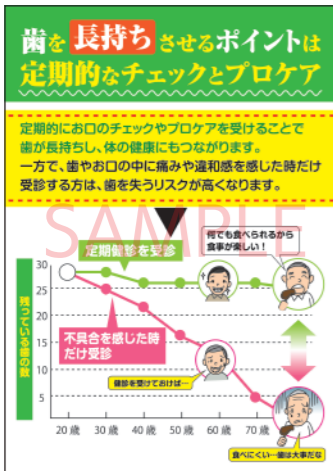 歯を 長持ち させるポイントは
定期的なチェックとプロケア
定期的にお口のチェックやプロケアを受けることで
歯が長持ちし、体の健康にもつながります。
一方で、歯やお口の中に痛みや違和感を感じた時だけ
受診する方は、歯を失うリスクが高くなります。
SAMPLE
何でも食べられるから
食事が楽しい！
定期健診を受診
残っている歯の数
30
28
25
20
15
10
5
不具合を感じた時
だけ受診
健診を受けておけば…
20歳 30歳 40歳 50歳 60歳 70歳
食べにくい…歯は大事だな